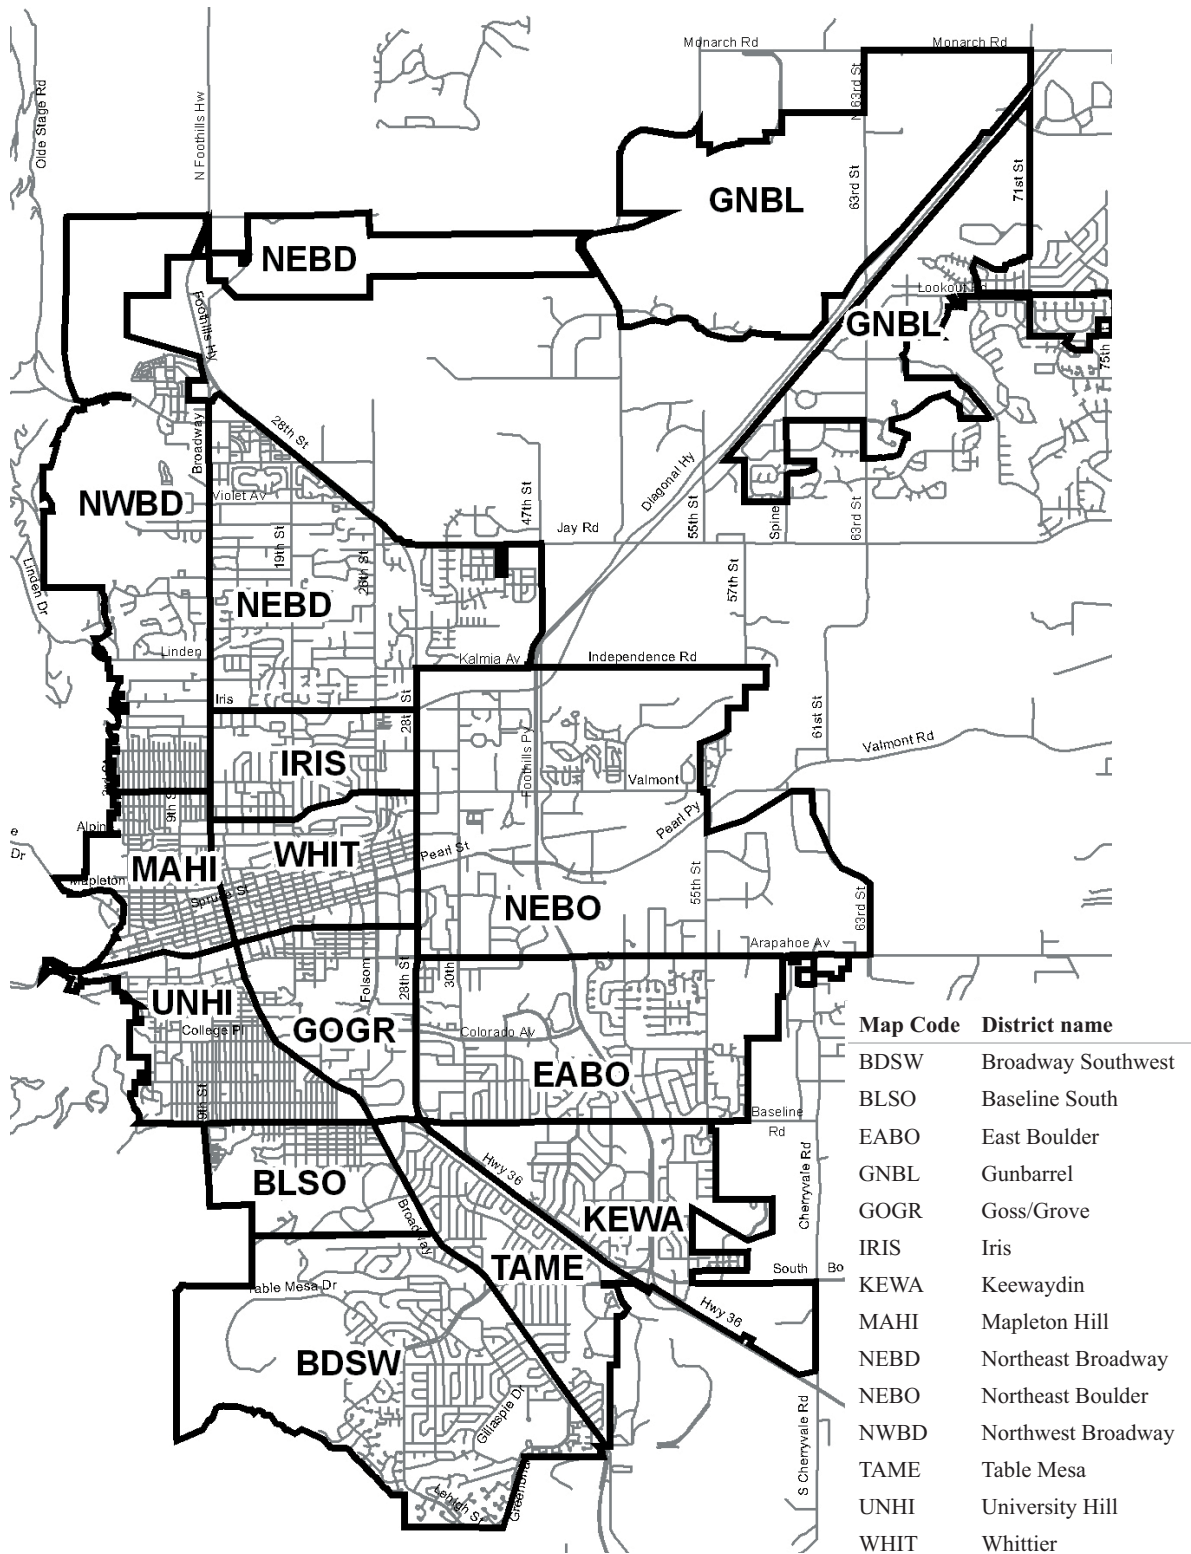 Monarch Rd
Monarch Rd
Olde Stage Rd
N Foothills Hw
N 63rd St
63rd St
71st St
GNBL
NEBD
Foothills Hy
Lookout Rd
GNBL
75th
Broadway
28th St
NWBD
Violet Av
Diagonal Hy
47th St
Jay Rd
55th St
Spine
63rd St
19th St
26th St
57th St
Linden Dr
NEBD
Linden
Kalmia Av
Independence Rd
Iris
28th St
61st St
IRIS
Foothills Py
Valmont
Valmont Rd
3rd St
9th S
Alpin
e
Dr
Pearl Py
MAHI
WHIT
Pearl St
Mapleton
Spruce St
55th St
NEBO
63rd St
Arapahoe Av
Folsom
28th St
30th
UNHI
College Pl
GOGR
Colorado Av
EABO
9th St
Baseline
Rd
BLSO
Hwy 36
Broadway
KEWA
Cherryvale Rd
TAME
South Bo
Table Mesa Dr
Hwy 36
BDSW
Gillaspie Dr
S Cherryvale Rd
Lehigh St
Greenbriar
Map Code District name
BDSW Broadway Southwest
BLSO Baseline South
EABO East Boulder
GNBL Gunbarrel
GOGR Goss/Grove
IRIS Iris
KEWA Keewaydin
MAHI Mapleton Hill
NEBD Northeast Broadway
NEBO Northeast Boulder
NWBD Northwest Broadway
TAME Table Mesa
UNHI University Hill
WHIT Whittier